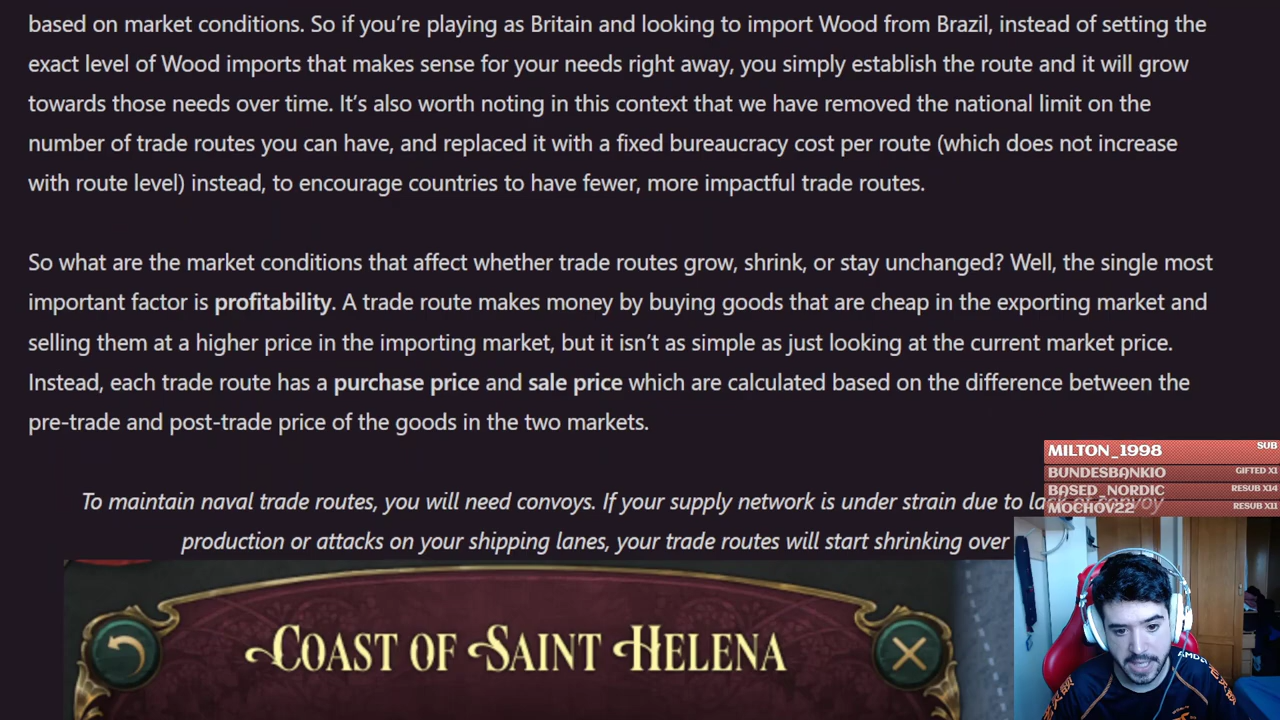 based on market conditions. So if you’re playing as Britain and looking to import Wood from Brazil, instead of setting the
exact level of Wood imports that makes sense for your needs right away, you simply establish the route and it will grow
towards those needs over time. It’s also worth noting in this context that we have removed the national limit on the
number of trade routes you can have, and replaced it with a fixed bureaucracy cost per route (which does not increase
with route level) instead, to encourage countries to have fewer, more impactful trade routes.
So what are the market conditions that affect whether trade routes grow, shrink, or stay unchanged? Well, the single most
important factor is profitability. A trade route makes money by buying goods that are cheap in the exporting market and
selling them at a higher price in the importing market, but it isn’t as simple as just looking at the current market price.
Instead, each trade route has a purchase price and sale price which are calculated based on the difference between the
pre-trade and post-trade price of the goods in the two markets.
To maintain naval trade routes, you will need convoys. If your supply network is under strain due to
production or attacks on your shipping lanes, your trade routes will start shrinking over
MILTON_1998 SUB
BUNDESBANKIO GIFTED X1
BASED_NORDIC RESUB X14
MOCHOV22 RESUB X11
COAST OF SAINT HELENA
AMD